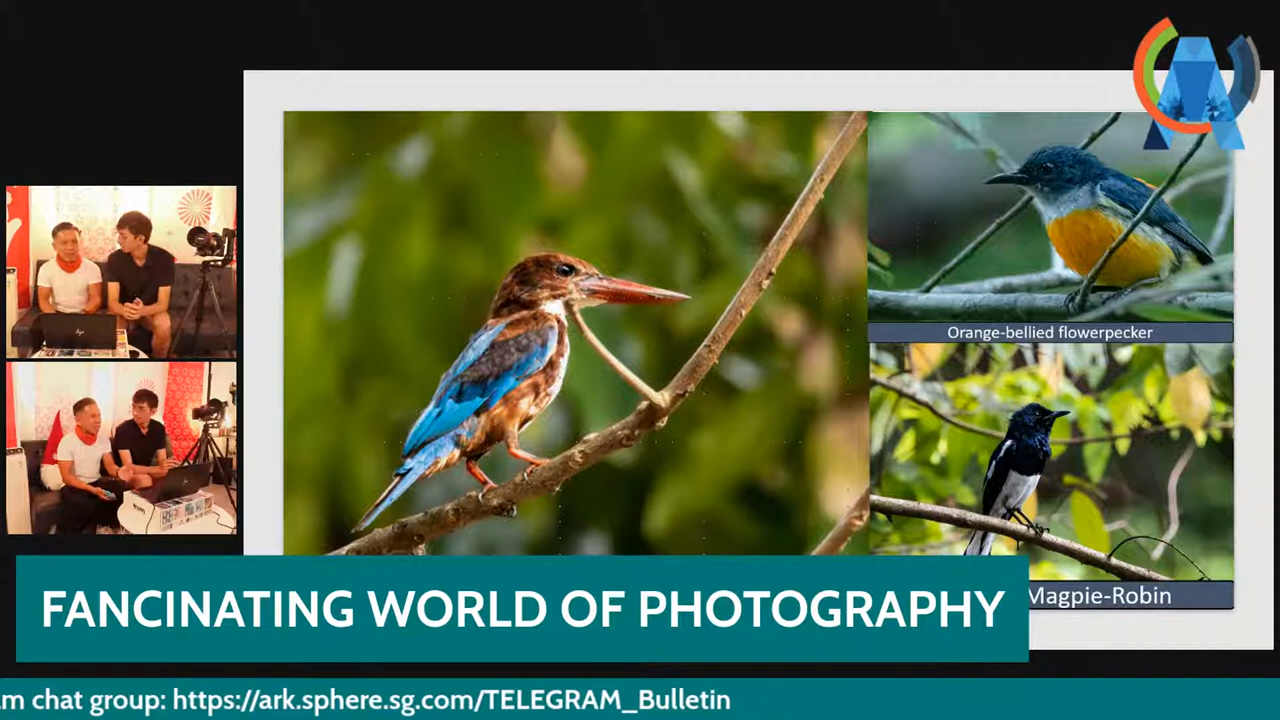 Orange-bellied flowerpecker
Magpie-Robin
FANCINATING WORLD OF PHOTOGRAPHY
chat group: https://ark.sphere.sg.com/TELEGRAM_Bulletin